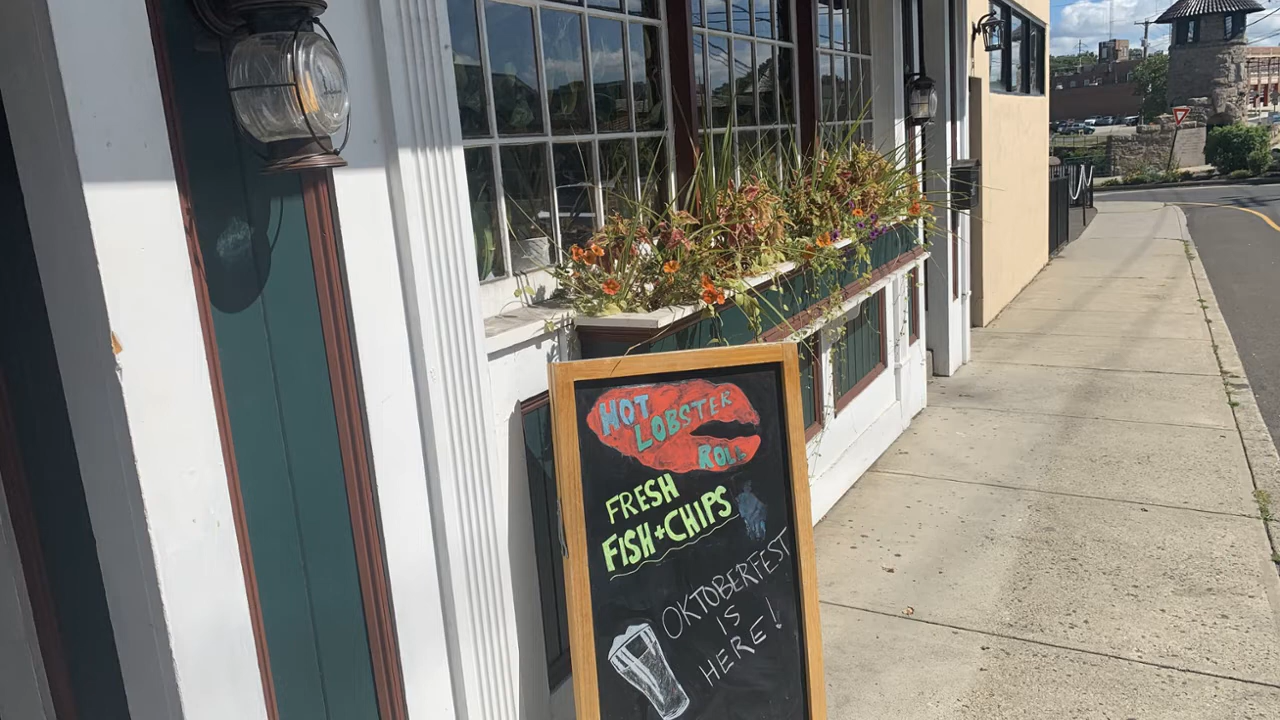 HOT
LOBSTER
ROLL
FRESH
FISH+CHIPS
OKTOBERFEST
IS
HERE!